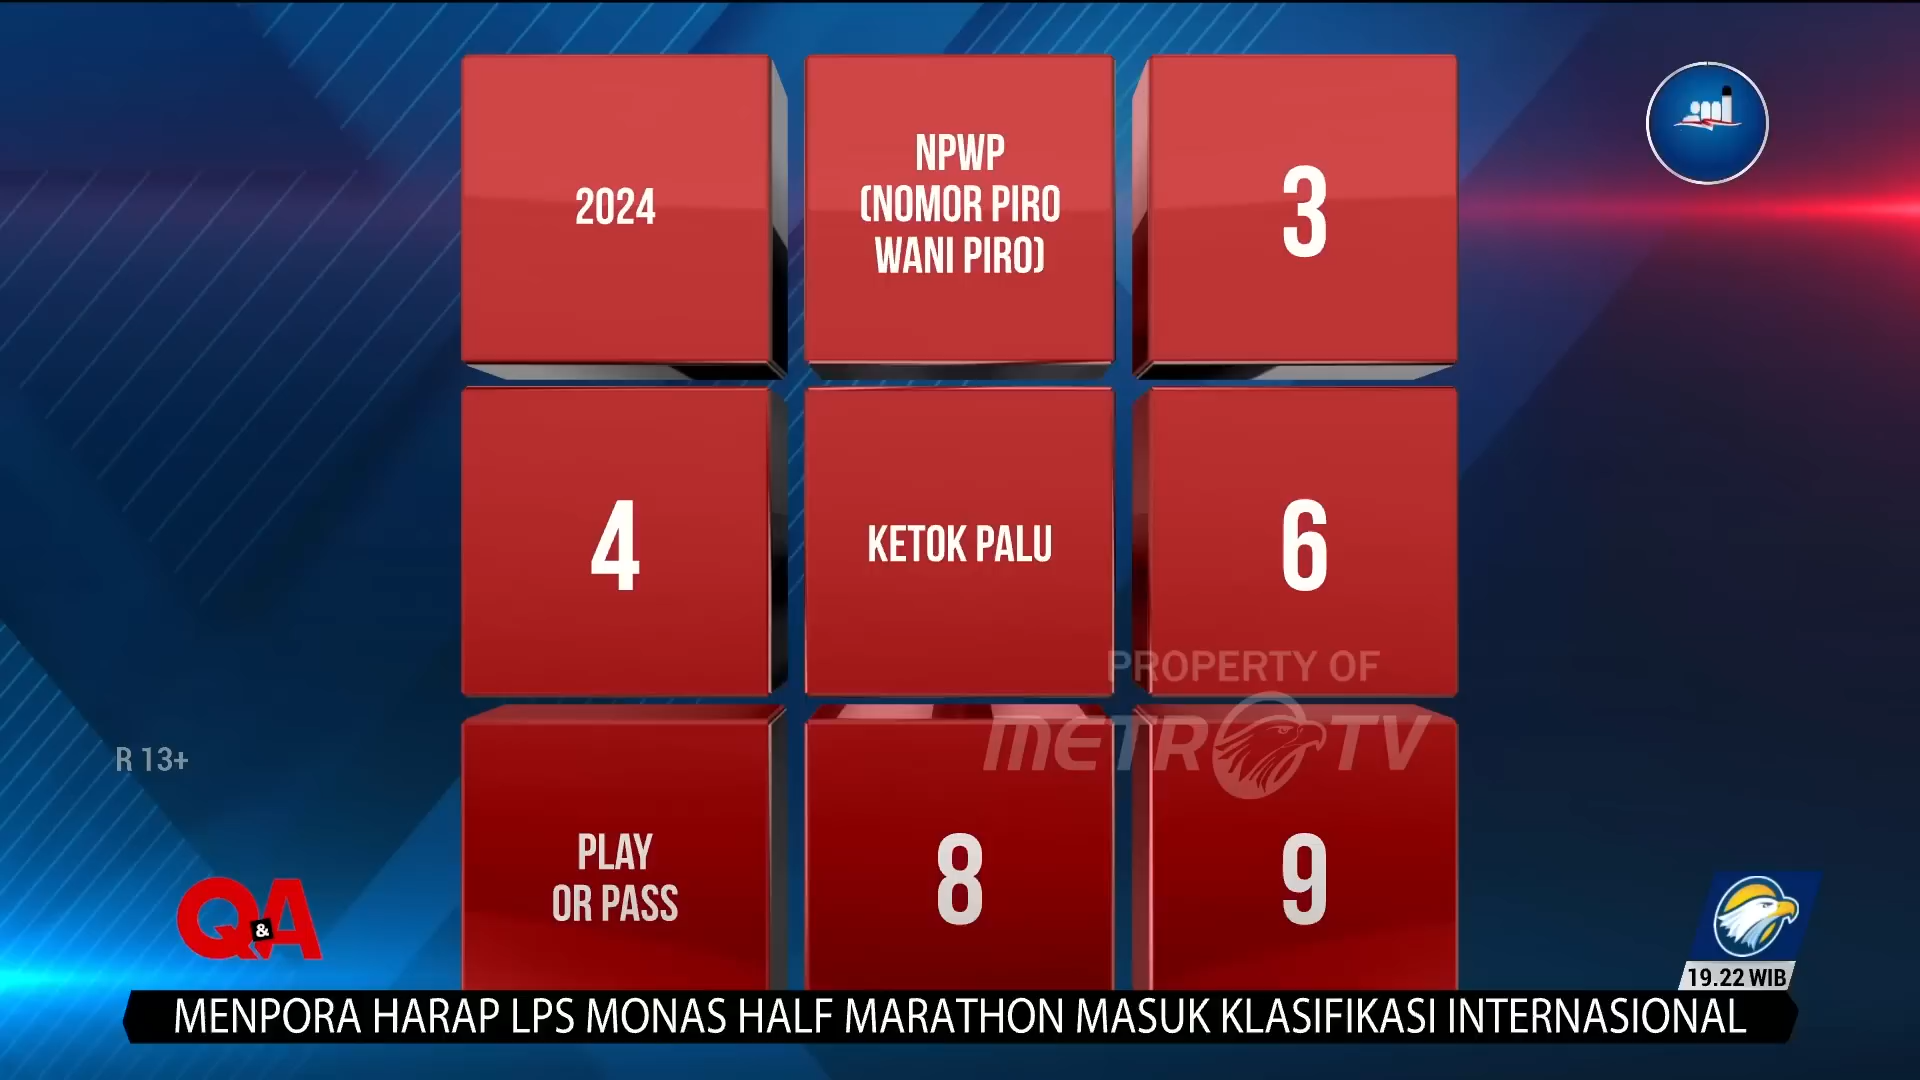 2024
NPWP
(NOMOR PIRO
WANI PIRO)
3
4
KETOK PALU
6
PROPERTY OF
METRO TV
R 13+
PLAY
OR PASS
8
9
Q&A
19.22 WIB
MENPORA HARAP LPS MONAS HALF MARATHON MASUK KLASIFIKASI INTERNASIONAL